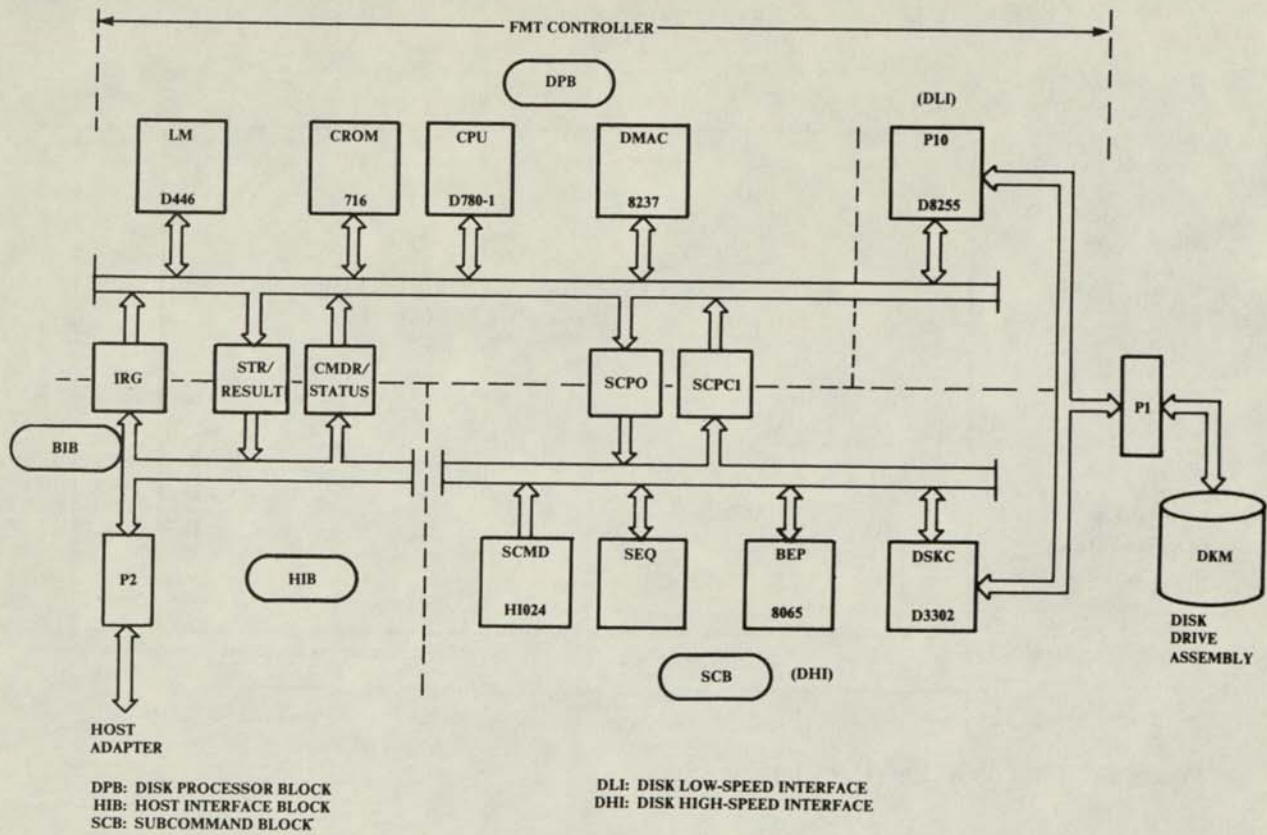 FMT CONTROLLER
DPB
(DLI)
LM
D446
CROM
716
CPU
D780-1
DMAC
8237
P10
D8255
IRG
STR/
RESULT
CMDR/
STATUS
SCPO
SCPC1
P1
BIB
P2
HIB
SCMD
HI024
SEQ
BEP
8065
DSKC
D3302
DKM
DISK
DRIVE
ASSEMBLY
SCB
(DHI)
HOST
ADAPTER
DPB: DISK PROCESSOR BLOCK
HIB: HOST INTERFACE BLOCK
SCB: SUBCOMMAND BLOCK
DLI: DISK LOW-SPEED INTERFACE
DHI: DISK HIGH-SPEED INTERFACE